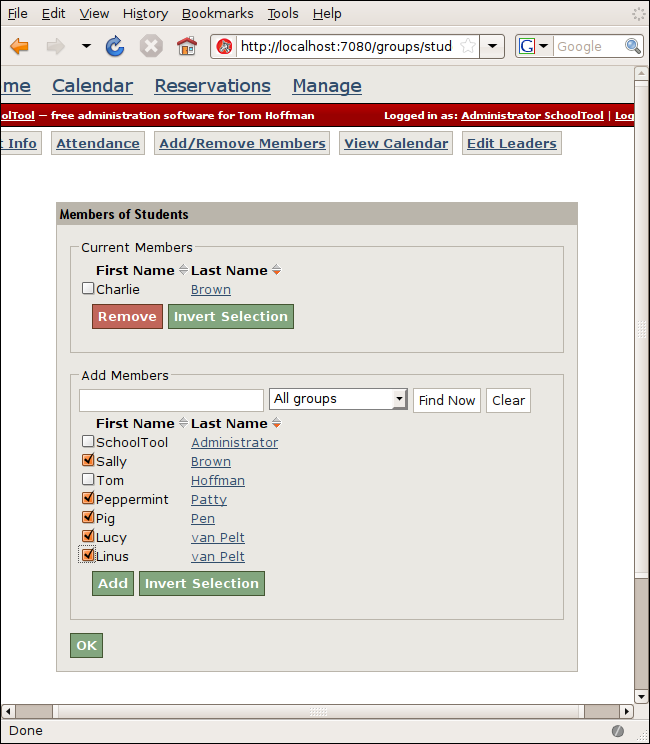 File Edit View History Bookmarks Tools Help
http://localhost:7080/groups/stud G Google
me Calendar Reservations Manage
olTool — free administration software for Tom Hoffman Logged in as: Administrator SchoolTool | Log
t Info Attendance Add/Remove Members View Calendar Edit Leaders
Members of Students
Current Members
First Name Last Name
Charlie Brown
Remove Invert Selection
Add Members
All groups Find Now Clear
First Name Last Name
SchoolTool Administrator
Sally Brown
Tom Hoffman
Peppermint Patty
Pig Pen
Lucy van Pelt
Linus van Pelt
Add Invert Selection
OK
Done